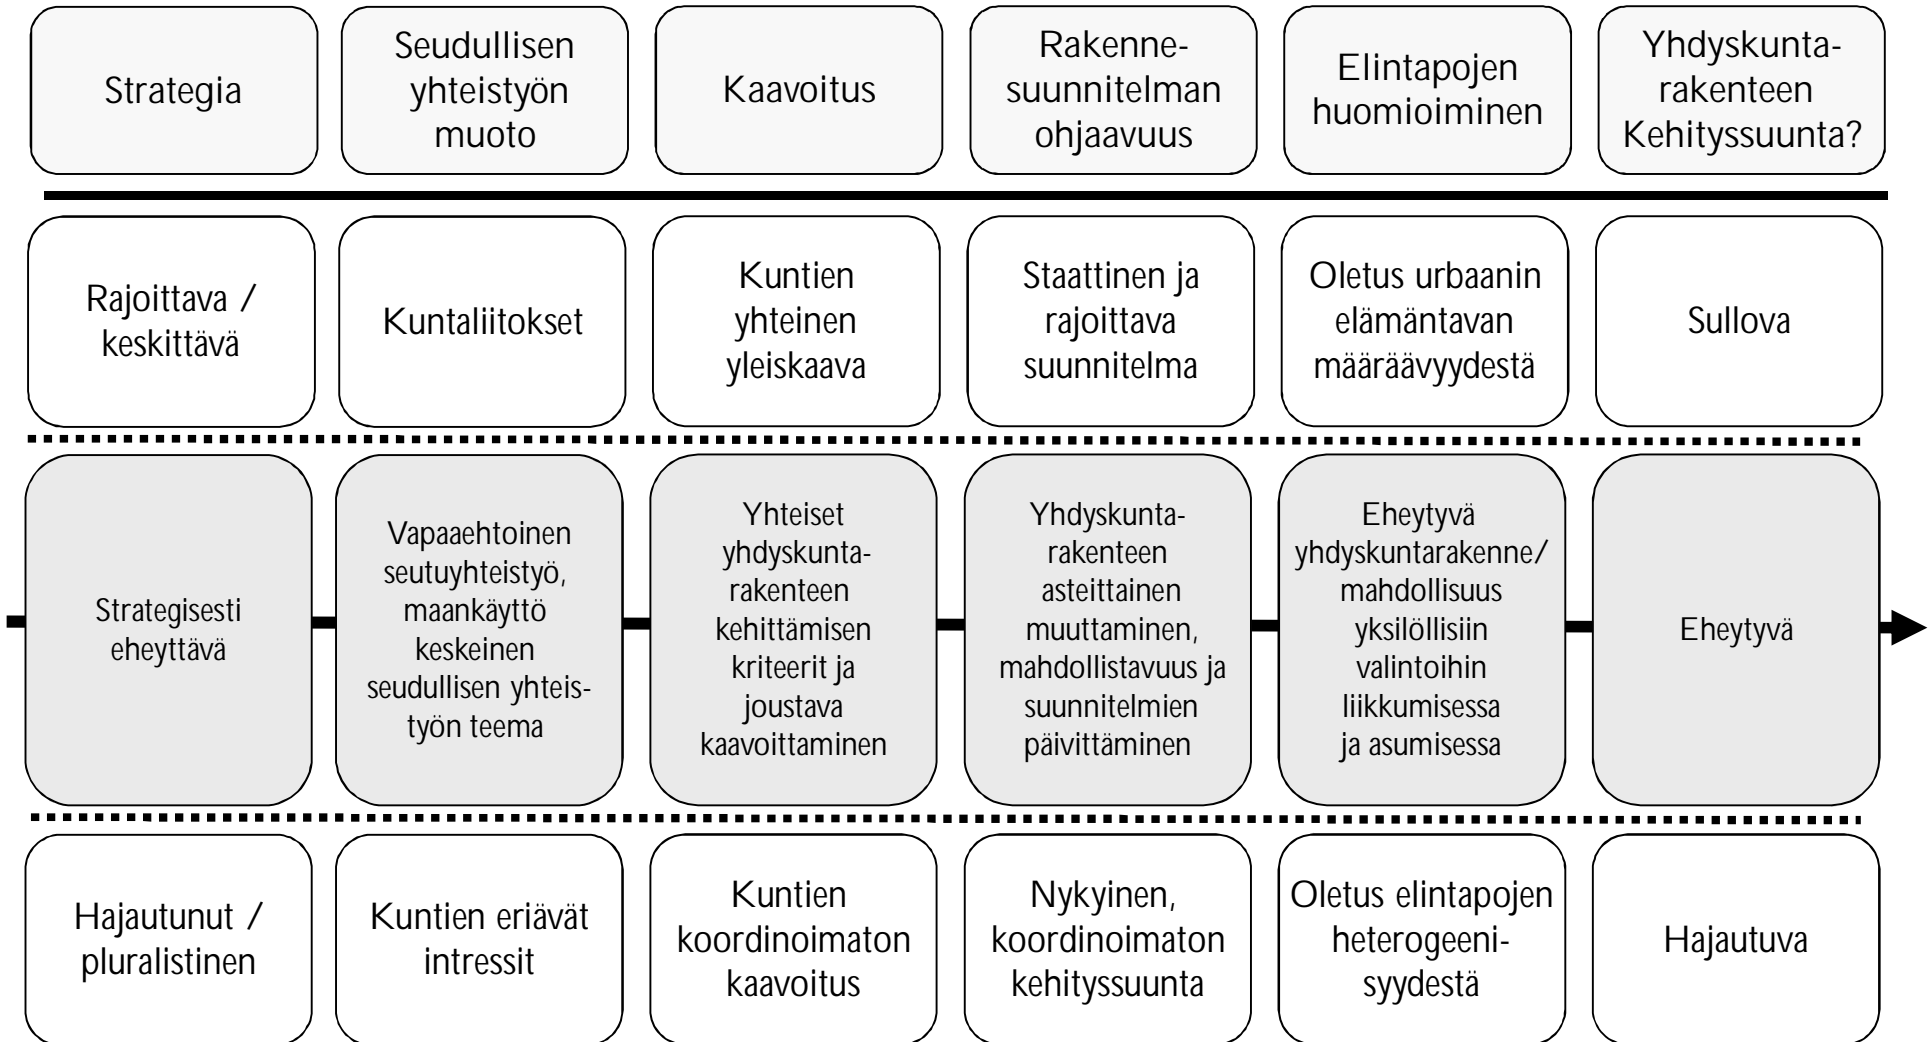 Strategia
Seudullisen
yhteistyön
muoto
Kaavoitus
Rakenne-
suunnitelman
ohjaavuus
Elintapojen
huomioiminen
Yhdyskunta-
rakenteen
Kehityssuunta?
Rajoittava /
keskittävä
Kuntaliitokset
Kuntien
yhteinen
yleiskaava
Staattinen ja
rajoittava
suunnitelma
Oletus urbaanin
elämäntavan
määräävyydestä
Sullova
Strategisesti
eheyttävä
Vapaaehtoinen
seutuyhteistyö,
maankäyttö
keskeinen
seudullisen yhteis-
työn teema
Yhteiset
yhdyskunta-
rakenteen
kehittämisen
kriteerit ja
joustava
kaavoittaminen
Yhdyskunta-
rakenteen
asteittainen
muuttaminen,
mahdollistavuus ja
suunnitelmien
päivittäminen
Eheytyvä
yhdyskuntarakenne/
mahdollisuus
yksilöllisiin
valintoihin
liikkumisessa
ja asumisessa
Eheytyvä
Hajautunut /
pluralistinen
Kuntien eriävät
intressit
Kuntien
koordinoimaton
kaavoitus
Nykyinen,
koordinoimaton
kehityssuunta
Oletus elintapojen
heterogeeni-
syydestä
Hajautuva